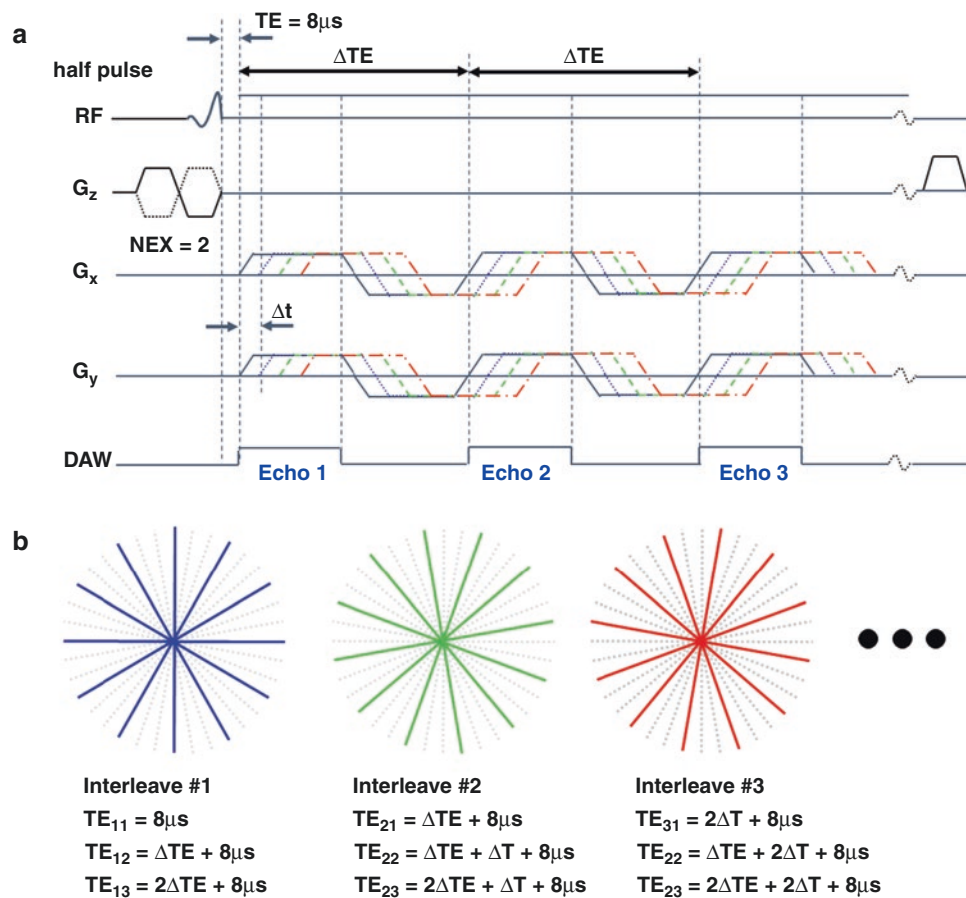 a
TE = 8μs
half pulse
ΔTE ΔTE
RF
Gz
NEX = 2
Gx
Δt
Gy
DAW
Echo 1 Echo 2 Echo 3
b
Interleave #1 Interleave #2 Interleave #3
TE11 = 8μs TE21 = ΔTE + 8μs TE31 = 2ΔT + 8μs
TE12 = ΔTE + 8μs TE22 = ΔTE + ΔT + 8μs TE22 = ΔTE + 2ΔT + 8μs
TE13 = 2ΔTE + 8μs TE23 = 2ΔTE + ΔT + 8μs TE23 = 2ΔTE + 2ΔT + 8μs